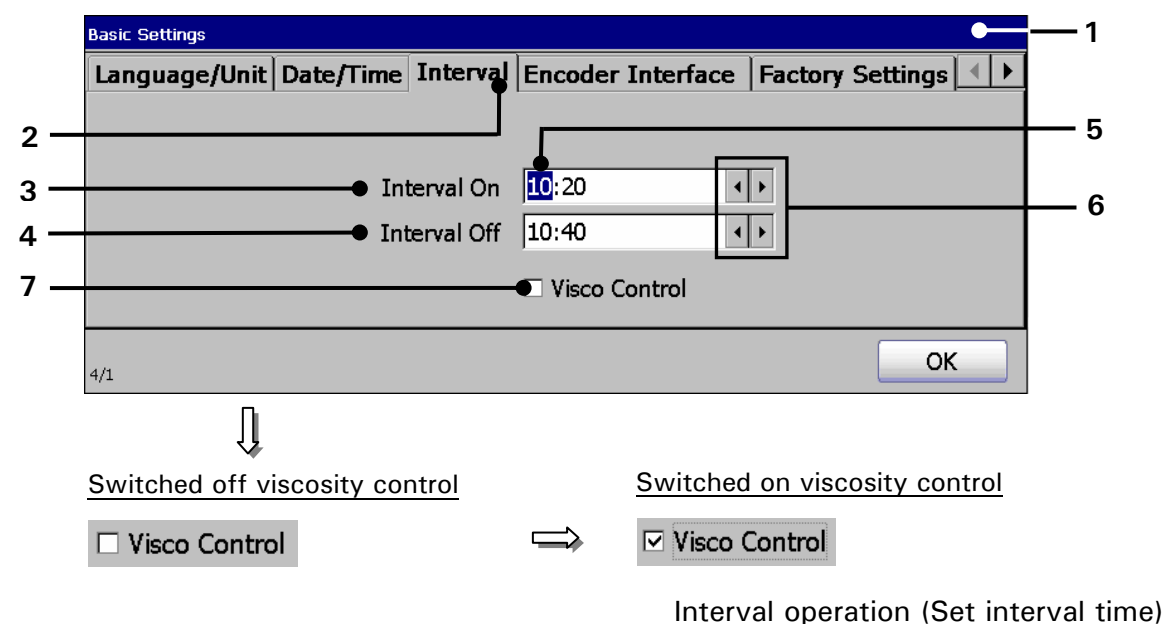 Basic Settings
1
Language/Unit Date/Time Interval Encoder Interface Factory Settings
2
5
3 Interval On 10:20
6
4 Interval Off 10:40
7 Visco Control
OK
4/1
Switched off viscosity control Switched on viscosity control
Visco Control Visco Control
Interval operation (Set interval time)